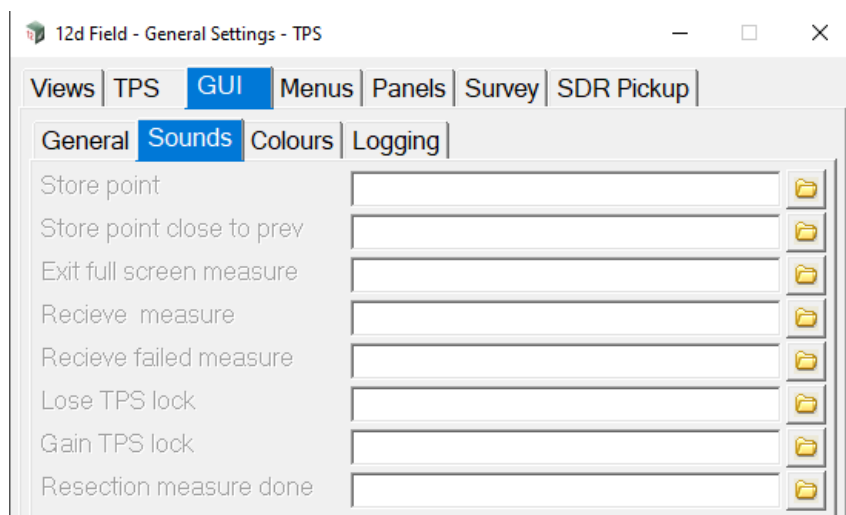 12d Field - General Settings - TPS
Views TPS GUI Menus Panels Survey SDR Pickup
General Sounds Colours Logging
Store point
Store point close to prev
Exit full screen measure
Recieve measure
Recieve failed measure
Lose TPS lock
Gain TPS lock
Resection measure done